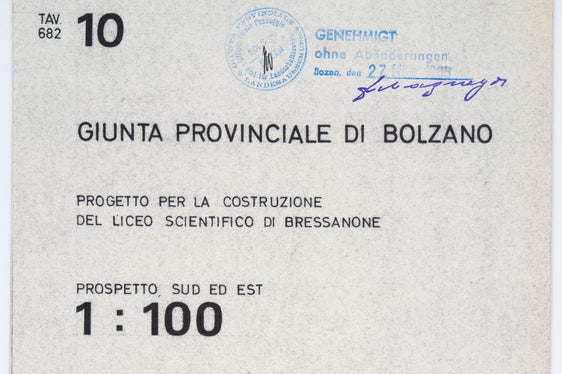 TAV. 10
682
GENEHMIGT
ohne Abänderungen
Bozen, den 27
GIUNTA PROVINCIALE DI BOLZANO
PROGETTO PER LA COSTRUZIONE
DEL LICEO SCIENTIFICO DI BRESSANONE
PROSPETTO, SUD ED EST
1 : 100